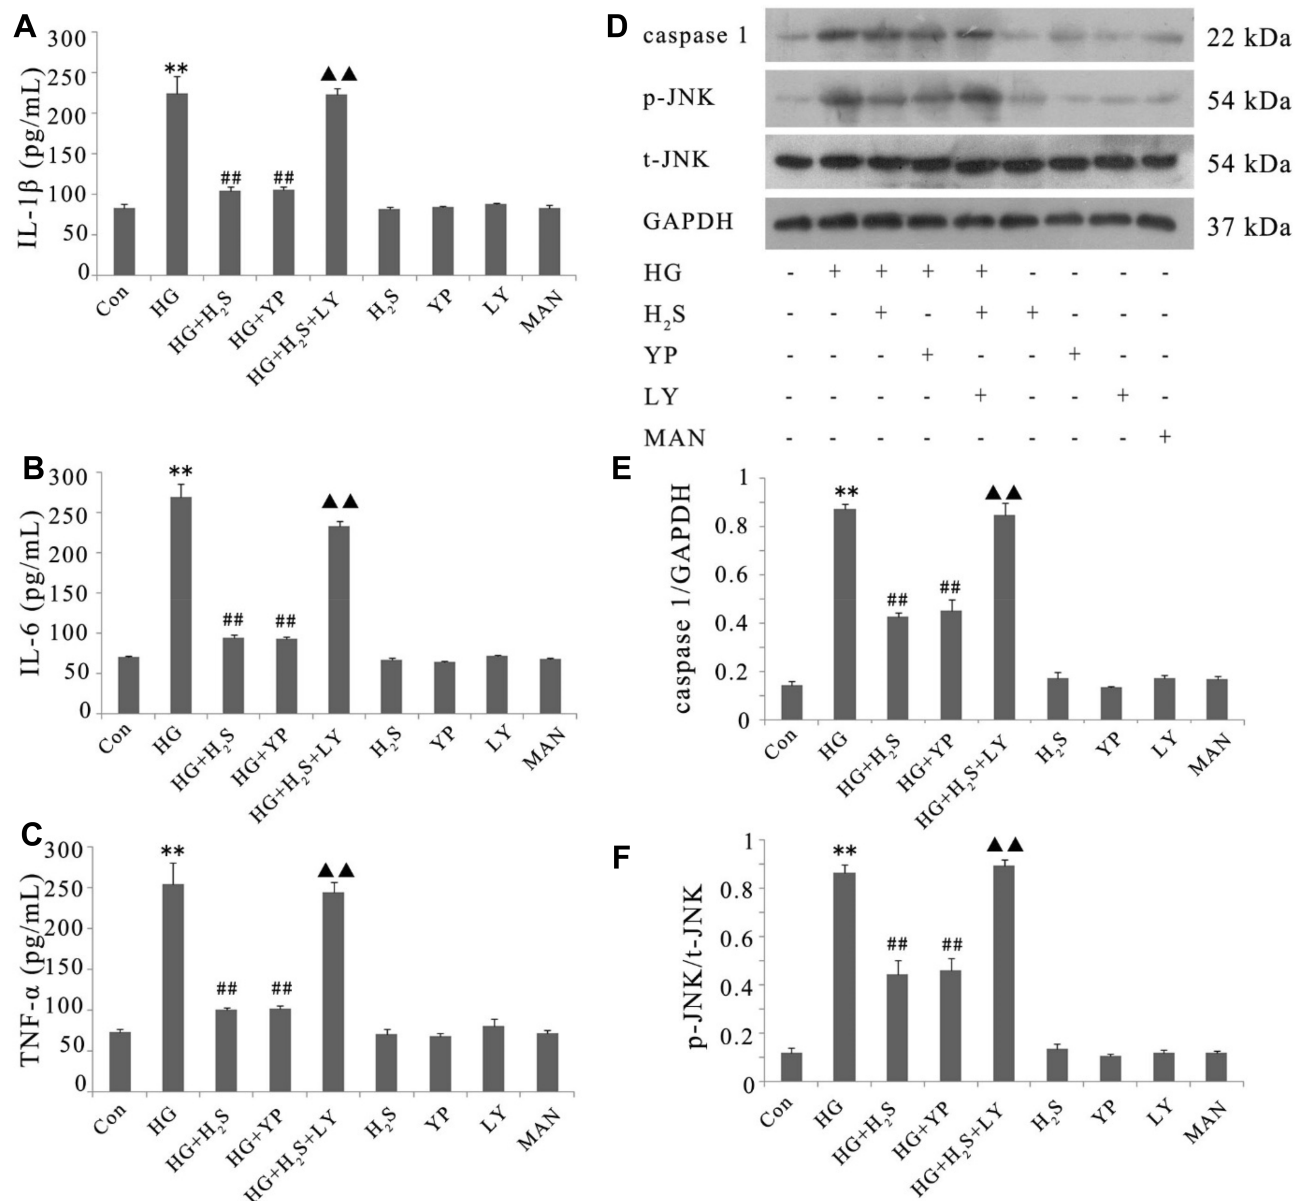 A
300
250
200
150
100
50
0
IL-1β (pg/mL)
**
##
##
▲▲
Con
HG
HG+H₂S
HG+YP
HG+H₂S+LY
H₂S
YP
LY
MAN
B
300
250
200
150
100
50
0
IL-6 (pg/mL)
**
##
##
▲▲
Con
HG
HG+H₂S
HG+YP
HG+H₂S+LY
H₂S
YP
LY
MAN
C
300
250
200
150
100
50
0
TNF-α (pg/mL)
**
##
##
▲▲
Con
HG
HG+H₂S
HG+YP
HG+H₂S+LY
H₂S
YP
LY
MAN
D
caspase 1 22 kDa
p-JNK 54 kDa
t-JNK 54 kDa
GAPDH 37 kDa
HG - + + + + - - - -
H₂S - - + - + + - - -
YP - - - + - - + - -
LY - - - - + - - + -
MAN - - - - - - - - +
E
1
0.8
0.6
0.4
0.2
0
caspase 1/GAPDH
**
##
##
▲▲
Con
HG
HG+H₂S
HG+YP
HG+H₂S+LY
H₂S
YP
LY
MAN
F
1
0.8
0.6
0.4
0.2
0
p-JNK/t-JNK
**
##
##
▲▲
Con
HG
HG+H₂S
HG+YP
HG+H₂S+LY
H₂S
YP
LY
MAN